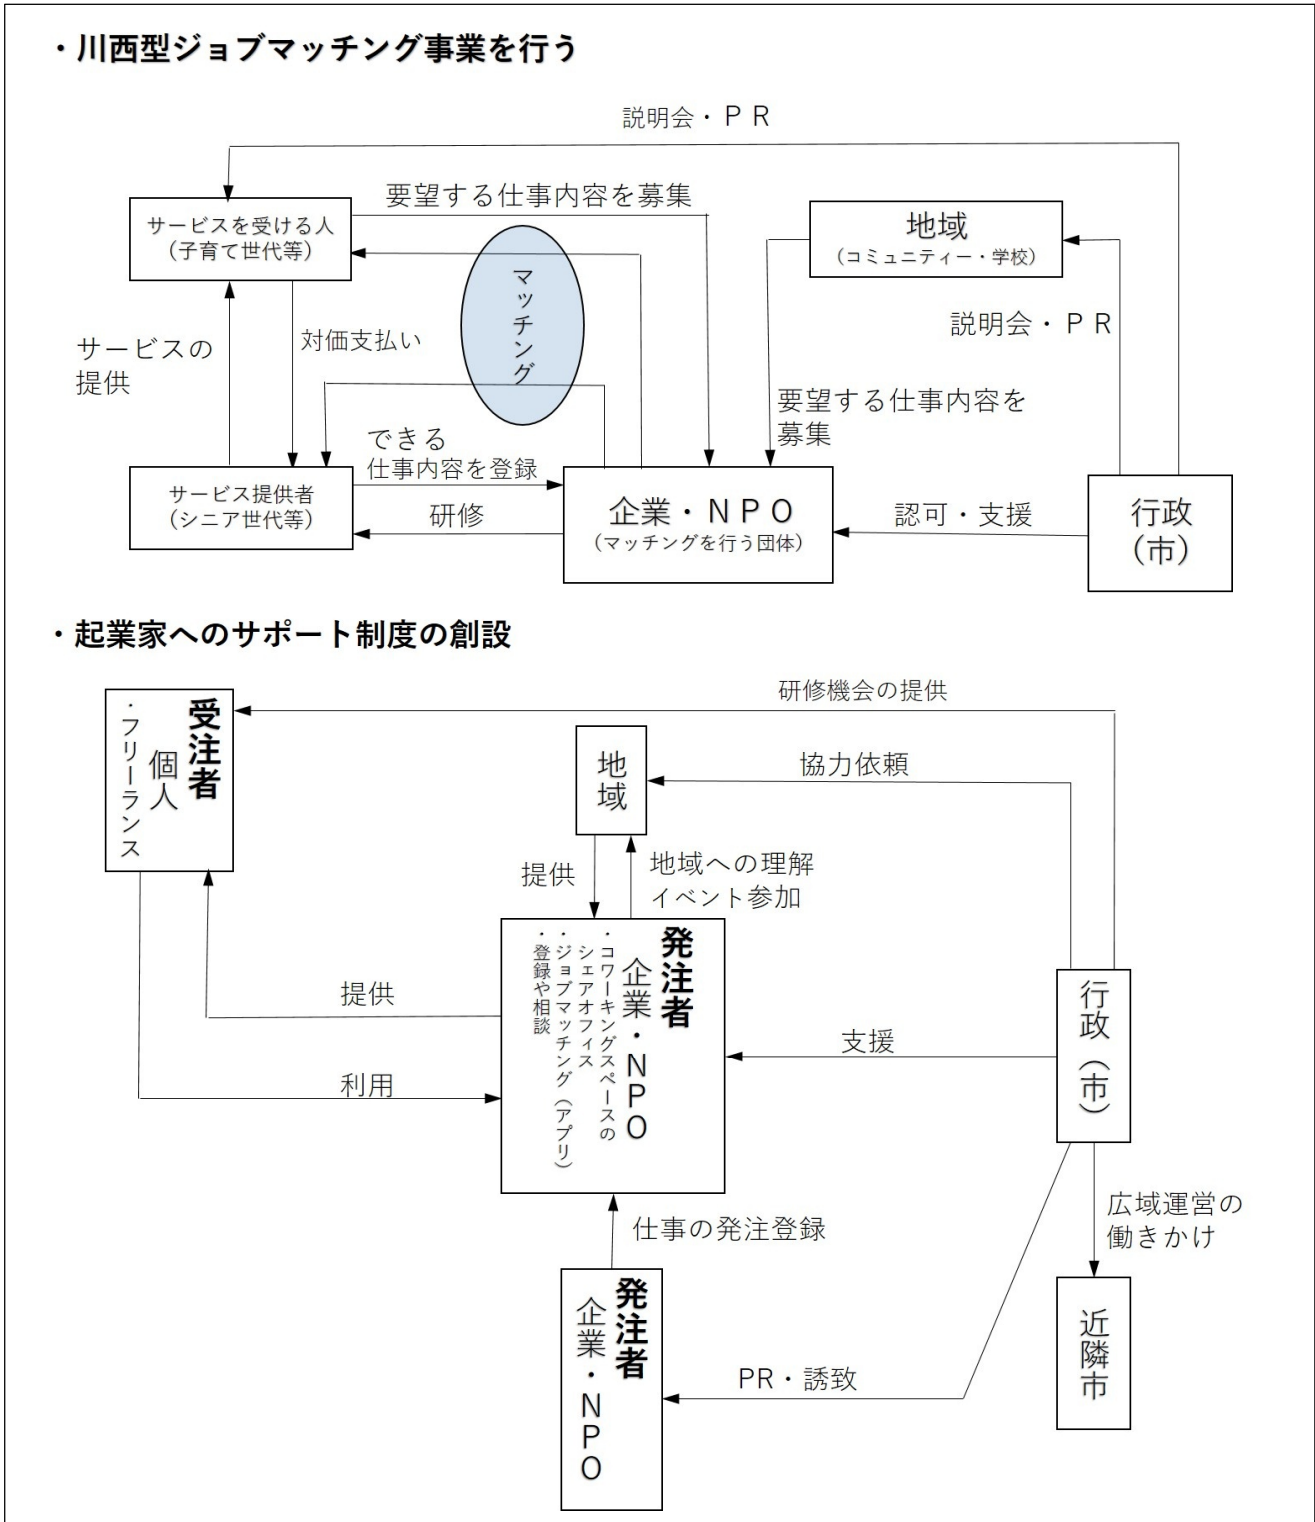 ・川西型ジョブマッチング事業を行う
説明会・ＰＲ
サービスを受ける人
（子育て世代等）
要望する仕事内容を募集
地域
（コミュニティー・学校）
マッチング
説明会・ＰＲ
サービスの
提供
対価支払い
要望する仕事内容を
募集
できる
仕事内容を登録
サービス提供者
（シニア世代等）
研修
企業・ＮＰＯ
（マッチングを行う団体）
認可・支援
行政
（市）
・起業家へのサポート制度の創設
受注者
個人
・フリーランス
研修機会の提供
地域
協力依頼
提供
地域への理解
イベント参加
発注者
企業・ＮＰＯ
・コワーキングスペースの
シェアオフィス
・ジョブマッチング（アプリ）
・登録や相談
提供
利用
支援
行政（市）
仕事の発注登録
広域運営の
働きかけ
発注者
企業・ＮＰＯ
PR・誘致
近隣市